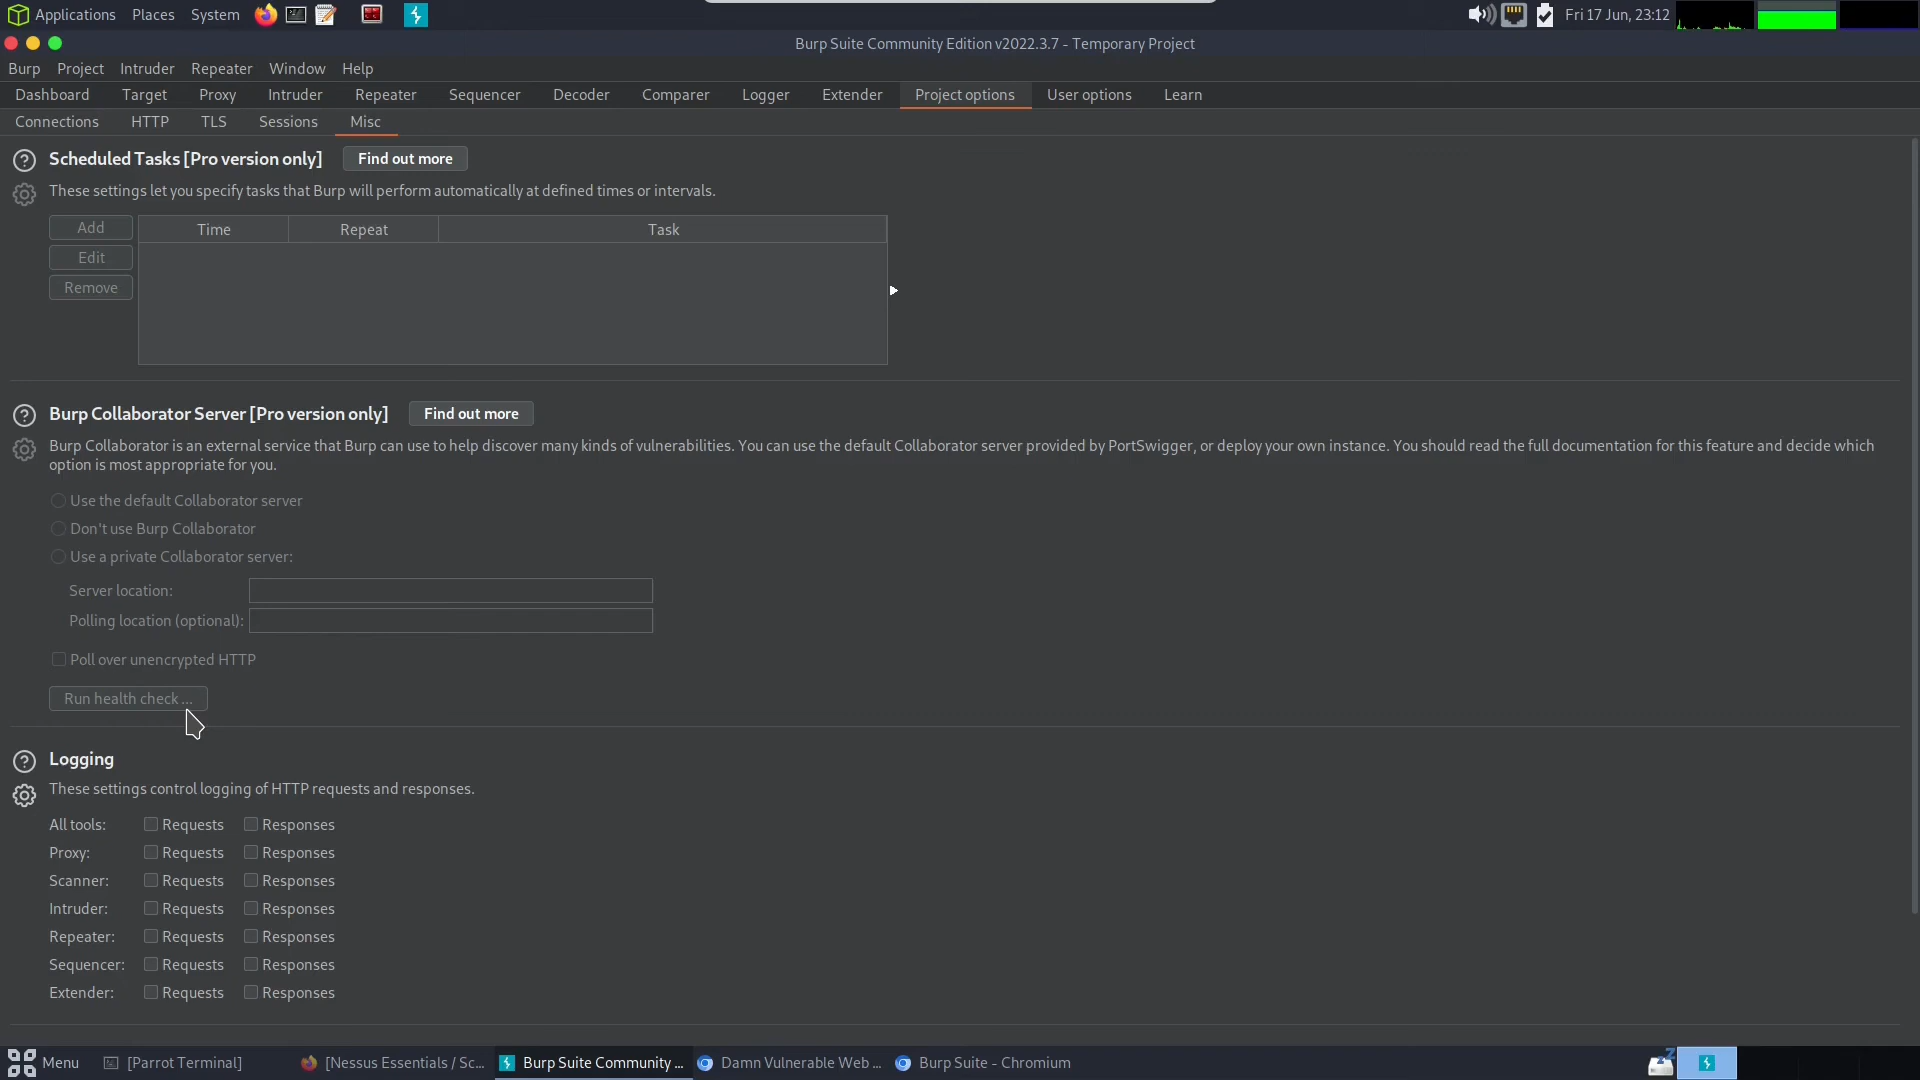 Applications Places System Fri 17 Jun, 23:12
Burp Suite Community Edition v2022.3.7 - Temporary Project
Burp Project Intruder Repeater Window Help
Dashboard Target Proxy Intruder Repeater Sequencer Decoder Comparer Logger Extender Project options User options Learn
Connections HTTP TLS Sessions Misc
Scheduled Tasks [Pro version only] Find out more
These settings let you specify tasks that Burp will perform automatically at defined times or intervals.
Add Time Repeat Task
Edit
Remove
Burp Collaborator Server [Pro version only] Find out more
Burp Collaborator is an external service that Burp can use to help discover many kinds of vulnerabilities. You can use the default Collaborator server provided by PortSwigger, or deploy your own instance. You should read the full documentation for this feature and decide which
option is most appropriate for you.
Use the default Collaborator server
Don't use Burp Collaborator
Use a private Collaborator server:
Server location:
Polling location (optional):
Poll over unencrypted HTTP
Run health check ...
Logging
These settings control logging of HTTP requests and responses.
All tools: Requests Responses
Proxy: Requests Responses
Scanner: Requests Responses
Intruder: Requests Responses
Repeater: Requests Responses
Sequencer: Requests Responses
Extender: Requests Responses
Menu [Parrot Terminal] [Nessus Essentials / Sc... Burp Suite Community ... Damn Vulnerable Web ... Burp Suite - Chromium